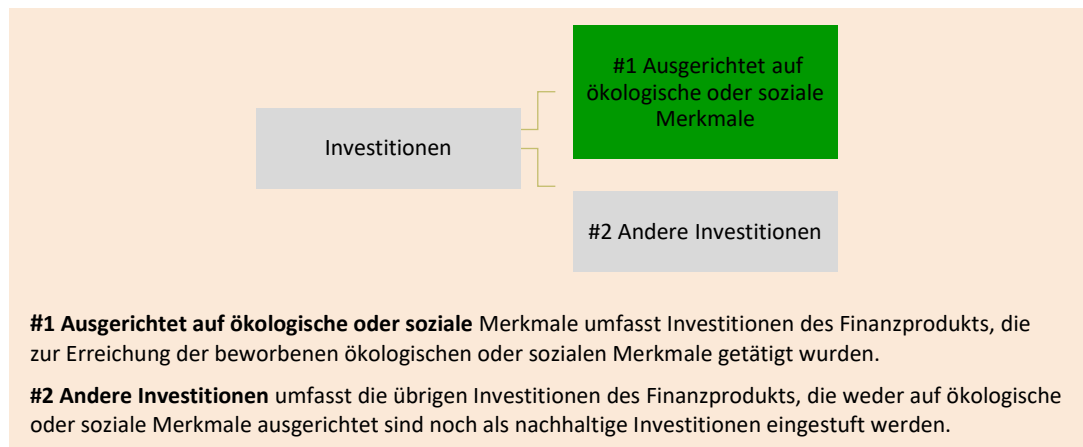 #1 Ausgerichtet auf
ökologische oder soziale
Merkmale
Investitionen
#2 Andere Investitionen
#1 Ausgerichtet auf ökologische oder soziale Merkmale umfasst Investitionen des Finanzprodukts, die
zur Erreichung der beworbenen ökologischen oder sozialen Merkmale getätigt wurden.
#2 Andere Investitionen umfasst die übrigen Investitionen des Finanzprodukts, die weder auf ökologische
oder soziale Merkmale ausgerichtet sind noch als nachhaltige Investitionen eingestuft werden.